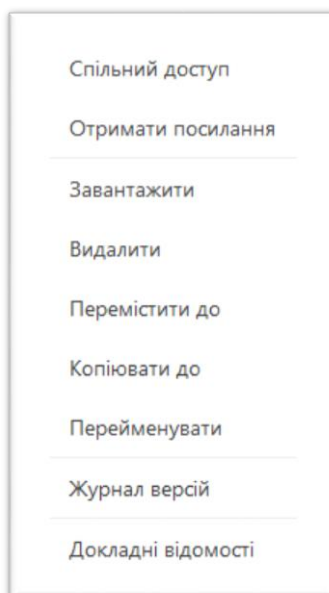 Спільний доступ
Отримати посилання
Завантажити
Видалити
Перемістити до
Копіювати до
Перейменувати
Журнал версій
Докладні відомості